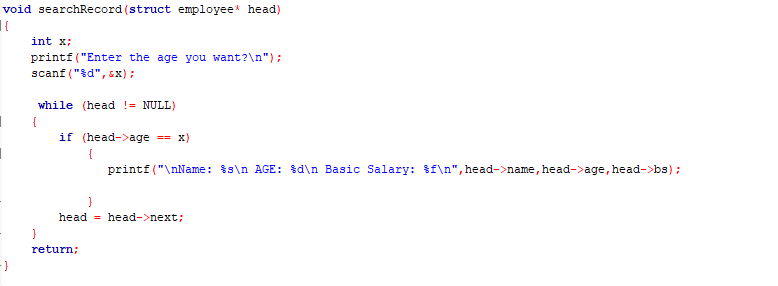 void searchRecord(struct employee* head)
{
int x;
printf("Enter the age you want?\n");
scanf("%d",&x);
while (head != NULL)
{
if (head->age == x)
{
printf("\nName: %s\n AGE: %d\n Basic Salary: %f\n",head->name,head->age,head->bs);
}
head = head->next;
}
return;
}